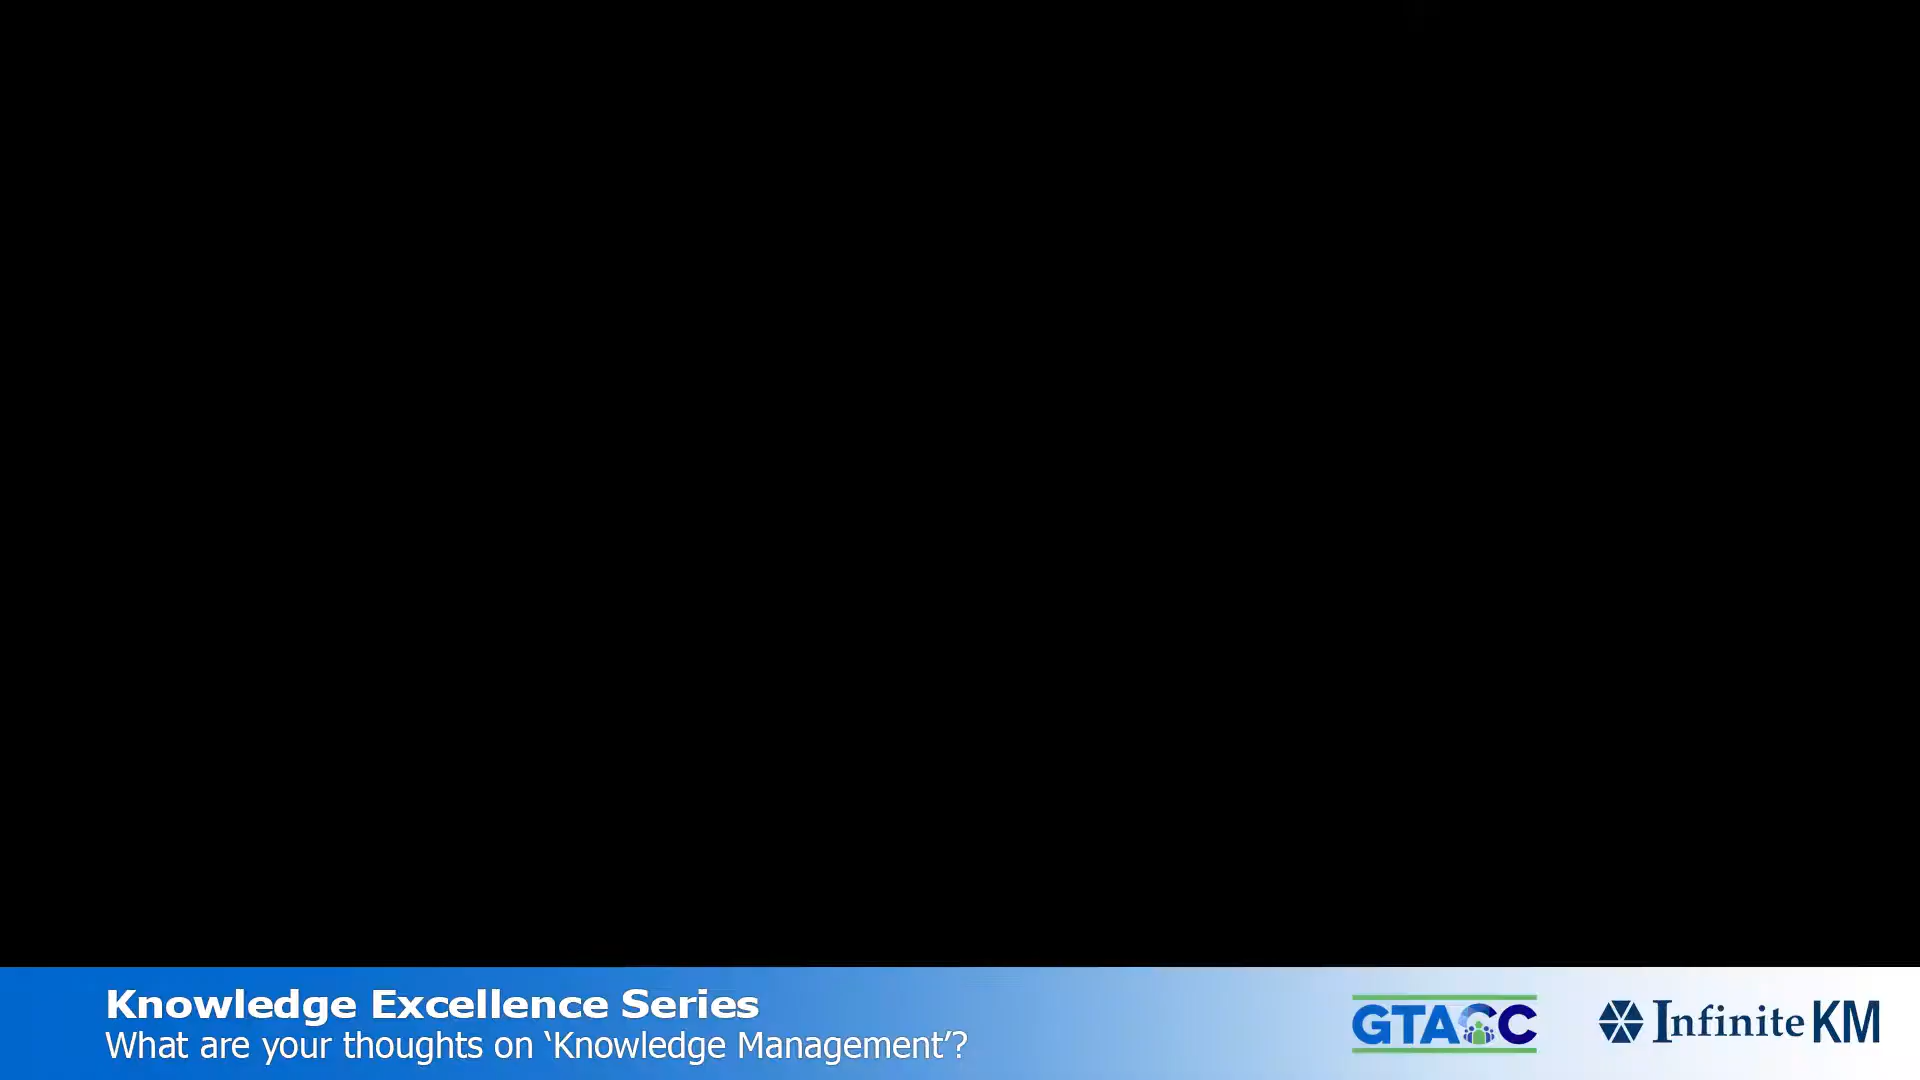 Knowledge Excellence Series
What are your thoughts on ‘Knowledge Management’?
GTACC
Infinite KM